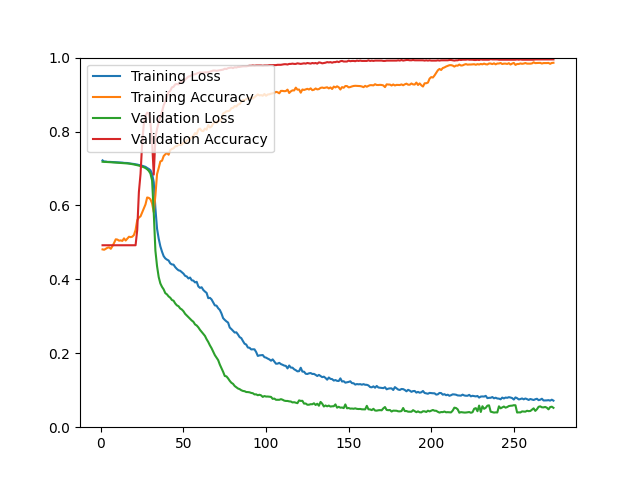 1.0
0.8
0.6
0.4
0.2
0.0
Training Loss
Training Accuracy
Validation Loss
Validation Accuracy
0 50 100 150 200 250